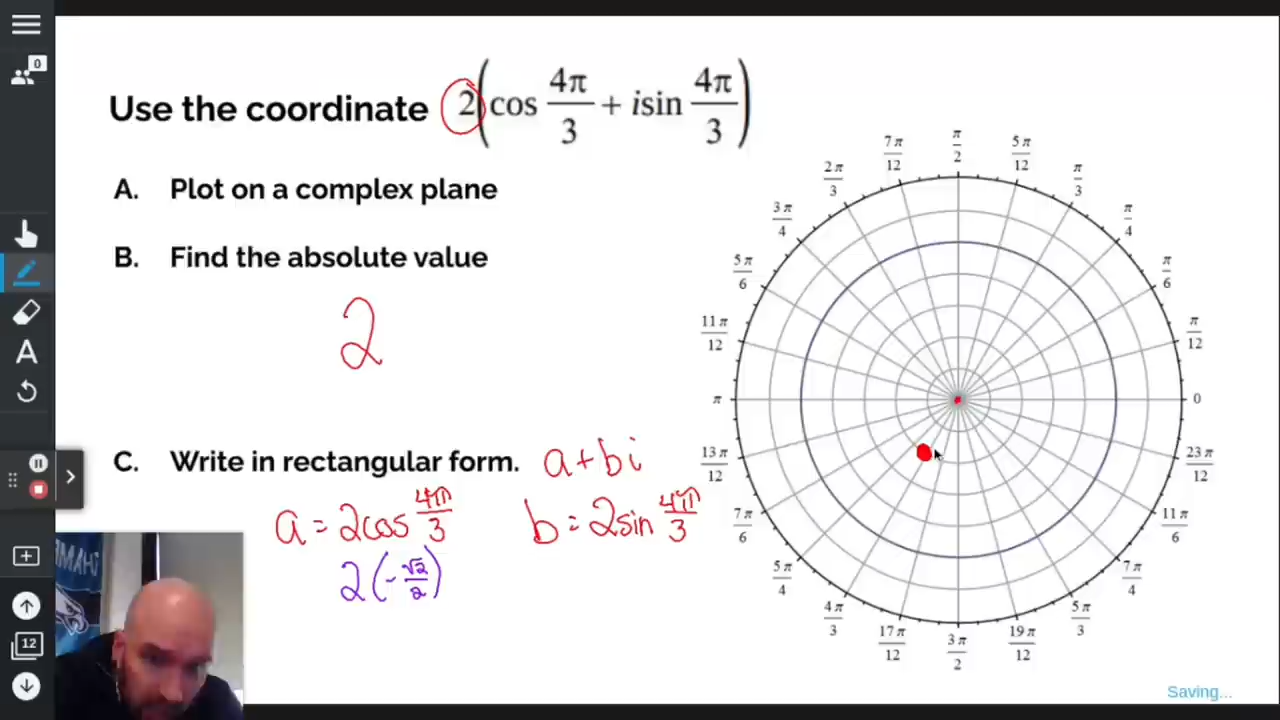 0
Use the coordinate 2(cos 4π/3 + isin 4π/3)
A. Plot on a complex plane
B. Find the absolute value
2
C. Write in rectangular form. a+bi
a = 2cos 4π/3 b = 2sin 4π/3
2(-√2/2)
π/2
7π/12 5π/12
2π/3 π/3
3π/4 π/4
5π/6 π/6
11π/12 π/12
π 0
13π/12 23π/12
7π/6 11π/6
5π/4 7π/4
4π/3 5π/3
17π/12 19π/12
3π/2
A
12
Saving...